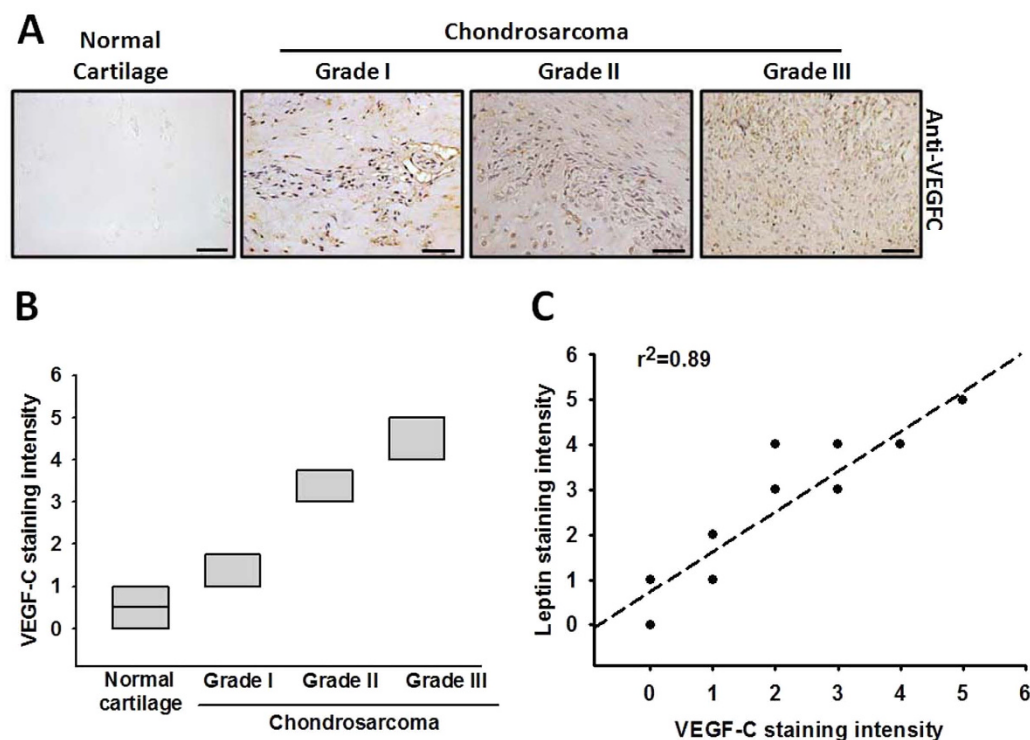 A
Normal
Cartilage
Chondrosarcoma
Grade I
Grade II
Grade III
Anti-VEGFC
B
VEGF-C staining intensity
6
5
4
3
2
1
0
Normal
cartilage
Grade I
Grade II
Grade III
Chondrosarcoma
C
r²=0.89
Leptin staining intensity
6
5
4
3
2
1
0
0 1 2 3 4 5 6
VEGF-C staining intensity